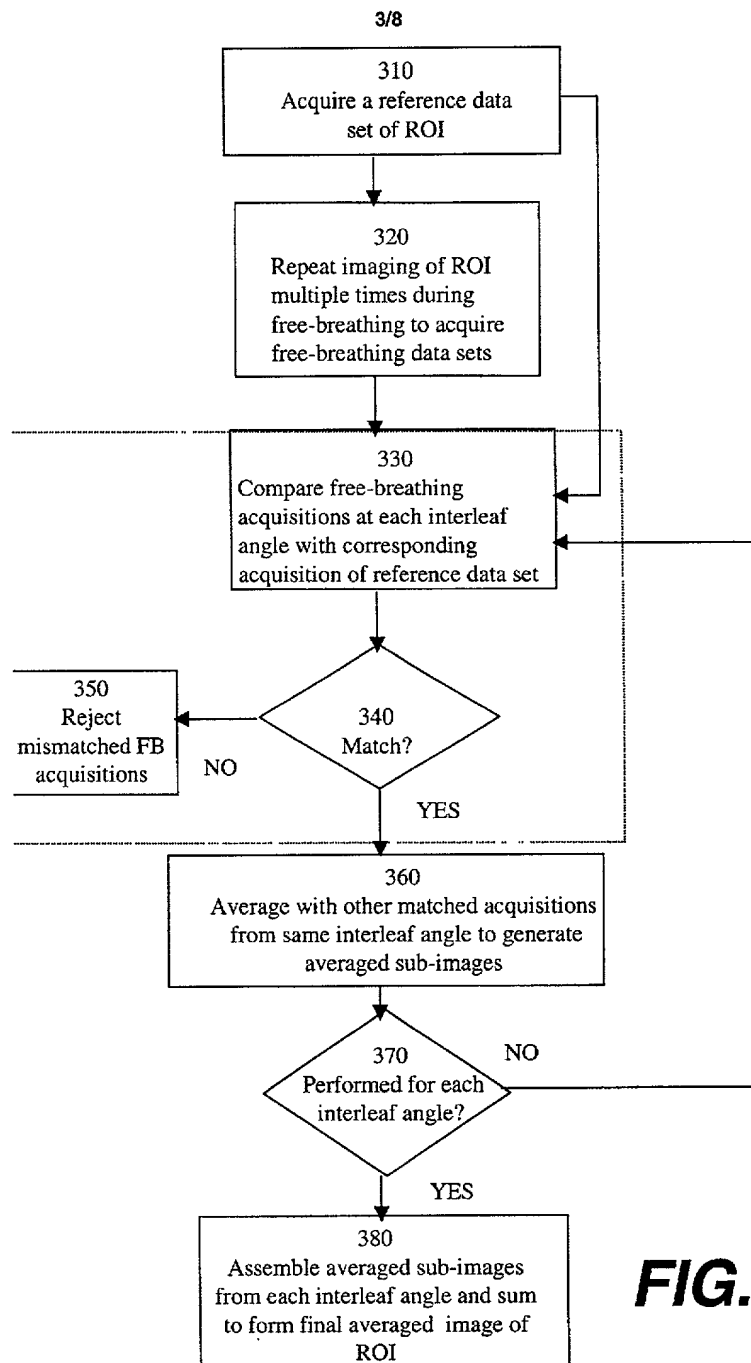 3/8
310
Acquire a reference data
set of ROI
320
Repeat imaging of ROI
multiple times during
free-breathing to acquire
free-breathing data sets
330
Compare free-breathing
acquisitions at each interleaf
angle with corresponding
acquisition of reference data set
340
Match?
350
Reject
mismatched FB
acquisitions
NO
YES
360
Average with other matched acquisitions
from same interleaf angle to generate
averaged sub-images
370
Performed for each
interleaf angle?
NO
YES
380
Assemble averaged sub-images
from each interleaf angle and sum
to form final averaged image of
ROI
FIG.